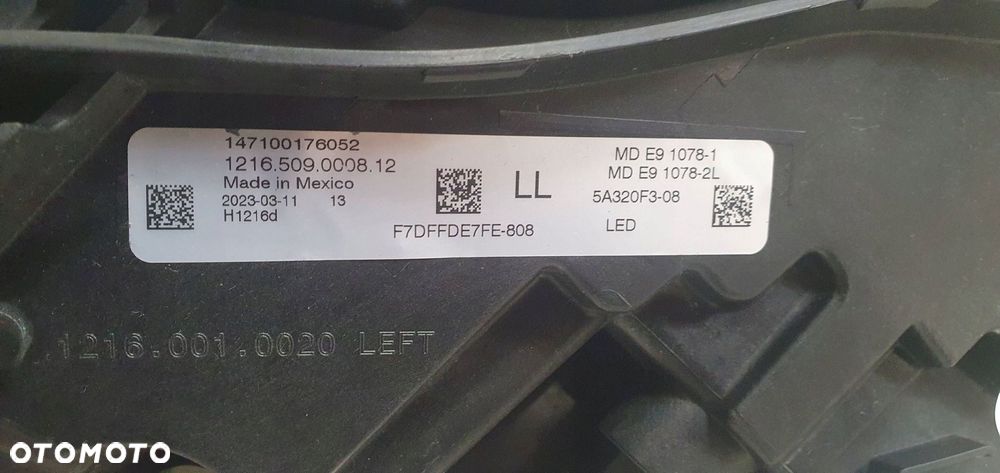 147100176052
1216.509.0008.12
Made in Mexico
2023-03-11 13
H1216d
LL
F7DFFDE7FE-808
MD E9 1078-1
MD E9 1078-2L
5A320F3-08
LED
1216.001.0020 LEFT
OTOMOTO